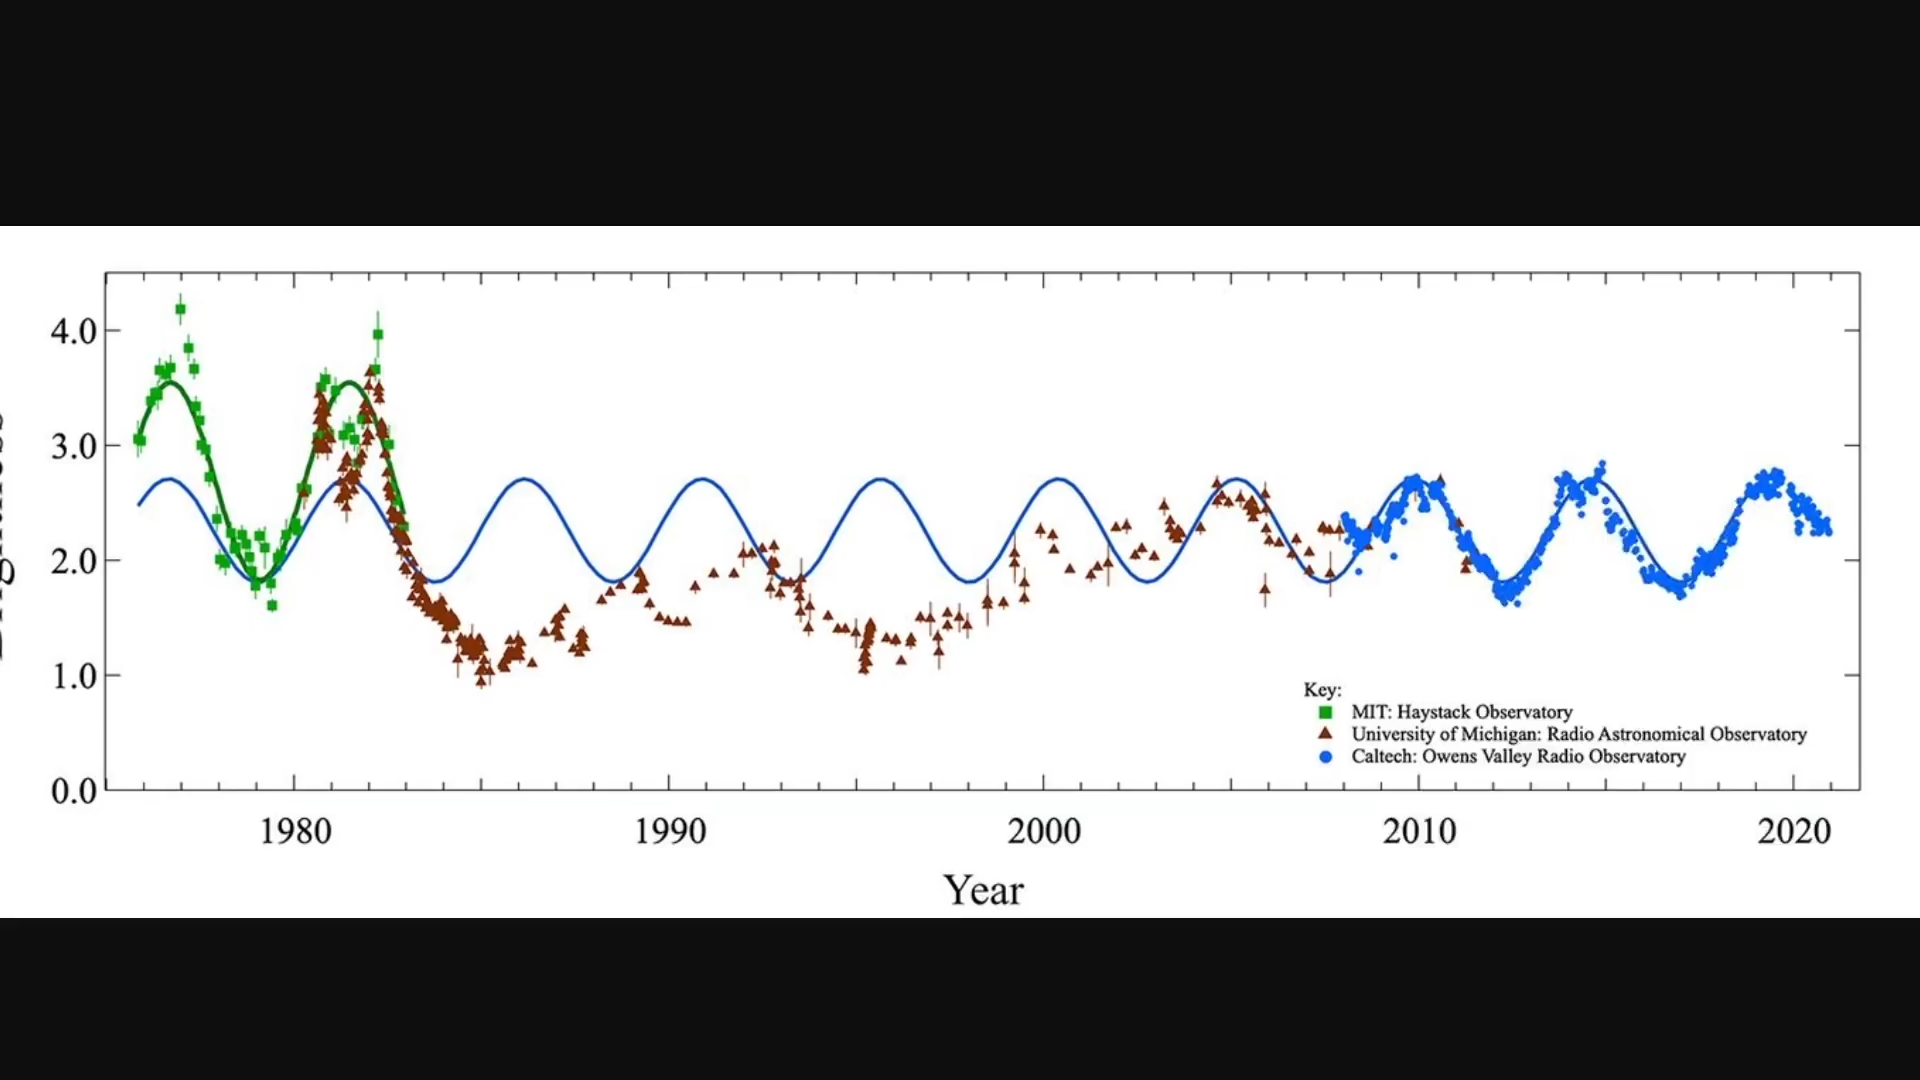 4.0
3.0
2.0
1.0
0.0
1980 1990 2000 2010 2020
Year
Key:
MIT: Haystack Observatory
University of Michigan: Radio Astronomical Observatory
Caltech: Owens Valley Radio Observatory